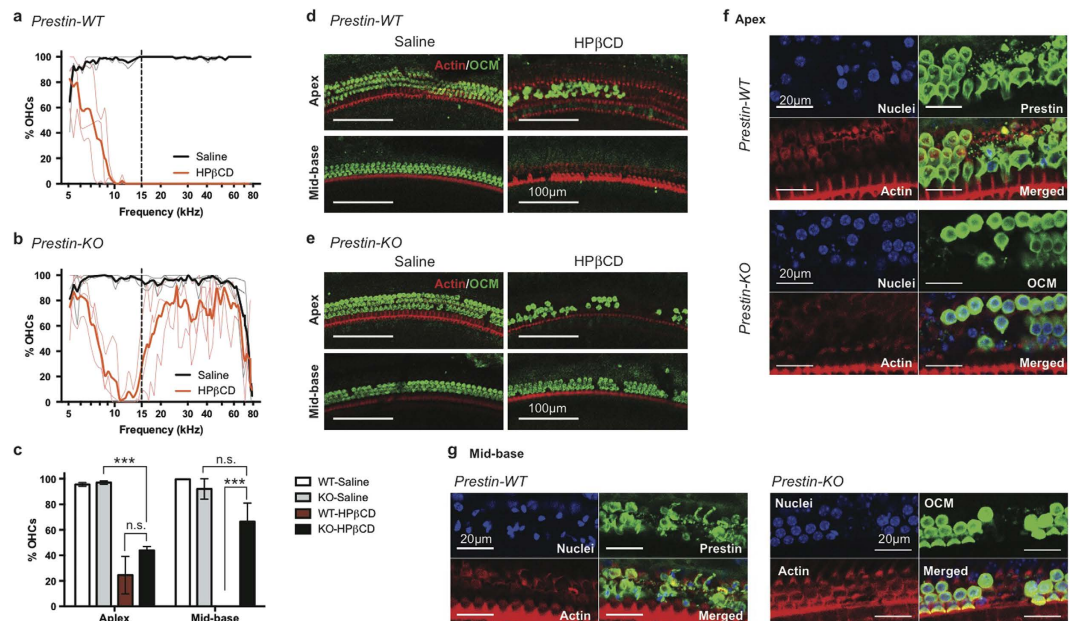 a Prestin-WT
100
80
60
40
20
0
% OHCs
Saline
HPβCD
5 10 15 20 30 40 50 60 80
Frequency (kHz)
b Prestin-KO
100
80
60
40
20
0
% OHCs
Saline
HPβCD
5 10 15 20 30 40 50 60 80
Frequency (kHz)
c
100
80
60
40
20
0
% OHCs
***
n.s.
n.s.
***
Aplex Mid-base
WT-Saline
KO-Saline
WT-HPβCD
KO-HPβCD
d Prestin-WT
Saline HPβCD
Apex
Actin/OCM
Mid-base
100μm
e Prestin-KO
Saline HPβCD
Apex
Actin/OCM
Mid-base
100μm
f Apex
Prestin-WT
20μm
Nuclei
Prestin
Actin
Merged
Prestin-KO
20μm
Nuclei
OCM
Actin
Merged
g Mid-base
Prestin-WT
20μm
Nuclei
Prestin
Actin
Merged
Prestin-KO
Nuclei
20μm
OCM
Actin
Merged